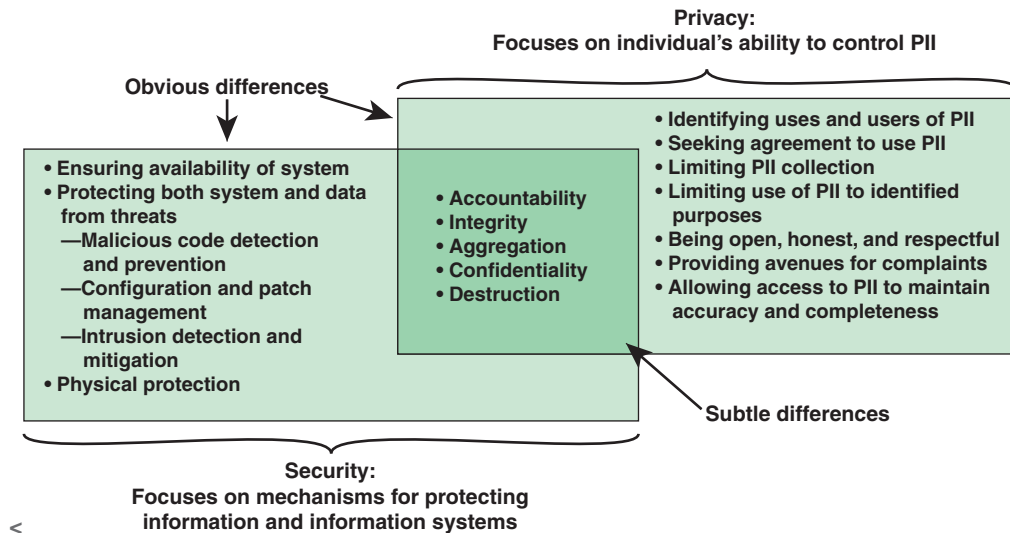 Privacy:
Focuses on individual's ability to control PII
Obvious differences
• Ensuring availability of system
• Protecting both system and data
from threats
—Malicious code detection
and prevention
—Configuration and patch
management
—Intrusion detection and
mitigation
• Physical protection
• Accountability
• Integrity
• Aggregation
• Confidentiality
• Destruction
• Identifying uses and users of PII
• Seeking agreement to use PII
• Limiting PII collection
• Limiting use of PII to identified
purposes
• Being open, honest, and respectful
• Providing avenues for complaints
• Allowing access to PII to maintain
accuracy and completeness
Subtle differences
Security:
Focuses on mechanisms for protecting
information and information systems
<